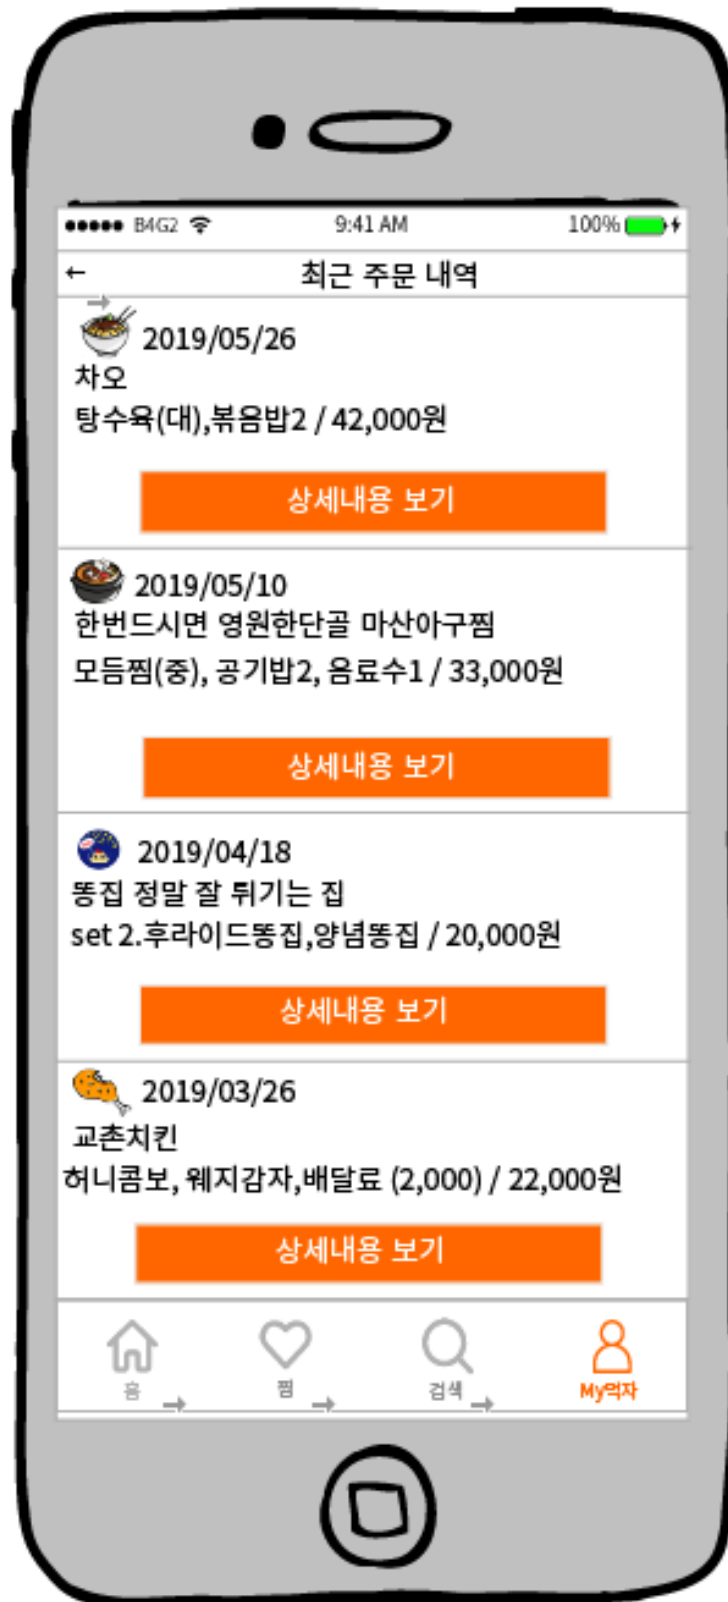 B4G2 9:41 AM 100%
← 최근 주문 내역
2019/05/26
차오
탕수육(대),볶음밥2 / 42,000원
상세내용 보기
2019/05/10
한번드시면 영원한단골 마산아구찜
모듬찜(중), 공기밥2, 음료수1 / 33,000원
상세내용 보기
2019/04/18
똥집 정말 잘 튀기는 집
set 2.후라이드똥집,양념똥집 / 20,000원
상세내용 보기
2019/03/26
교촌치킨
허니콤보, 웨지감자,배달료 (2,000) / 22,000원
상세내용 보기
홈 찜 검색 My먹자